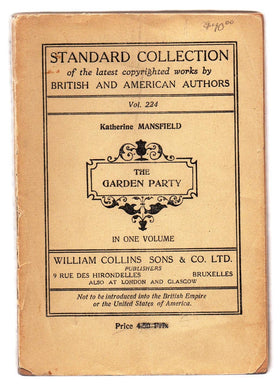 $10.00
STANDARD COLLECTION
of the latest copyrighted works by
BRITISH AND AMERICAN AUTHORS
Vol. 224
Katherine MANSFIELD
THE
GARDEN PARTY
IN ONE VOLUME
WILLIAM COLLINS SONS & CO. LTD.
PUBLISHERS
9 RUE DES HIRONDELLES BRUXELLES
ALSO AT LONDON AND GLASGOW
Not to be introduced into the British Empire
or the United States of America.
Price